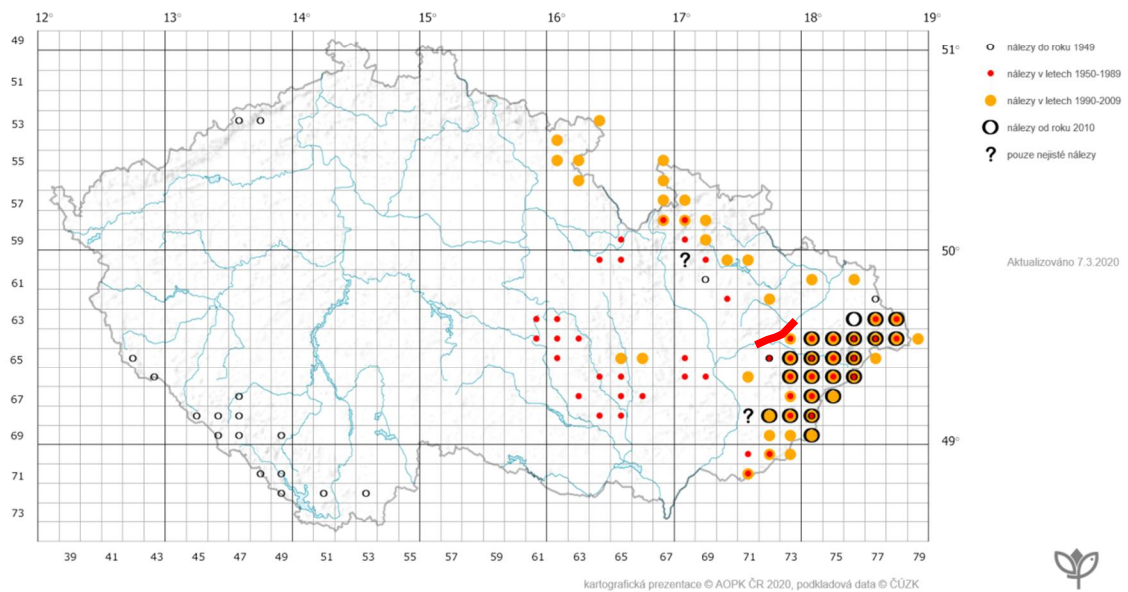 12° 13° 14° 15° 16° 17° 18° 19°
49 51°
51
53
55
57
59 50°
61
63
65
67
69 49°
71
73
39 41 43 45 47 49 51 53 55 57 59 61 63 65 67 69 71 73 75 77 79
nálezy do roku 1949
nálezy v letech 1950-1989
nálezy v letech 1990-2009
nálezy od roku 2010
? pouze nejisté nálezy
Aktualizováno 7.3.2020
?
?
kartografická prezentace © AOPK ČR 2020, podkladová data © ČÚZK